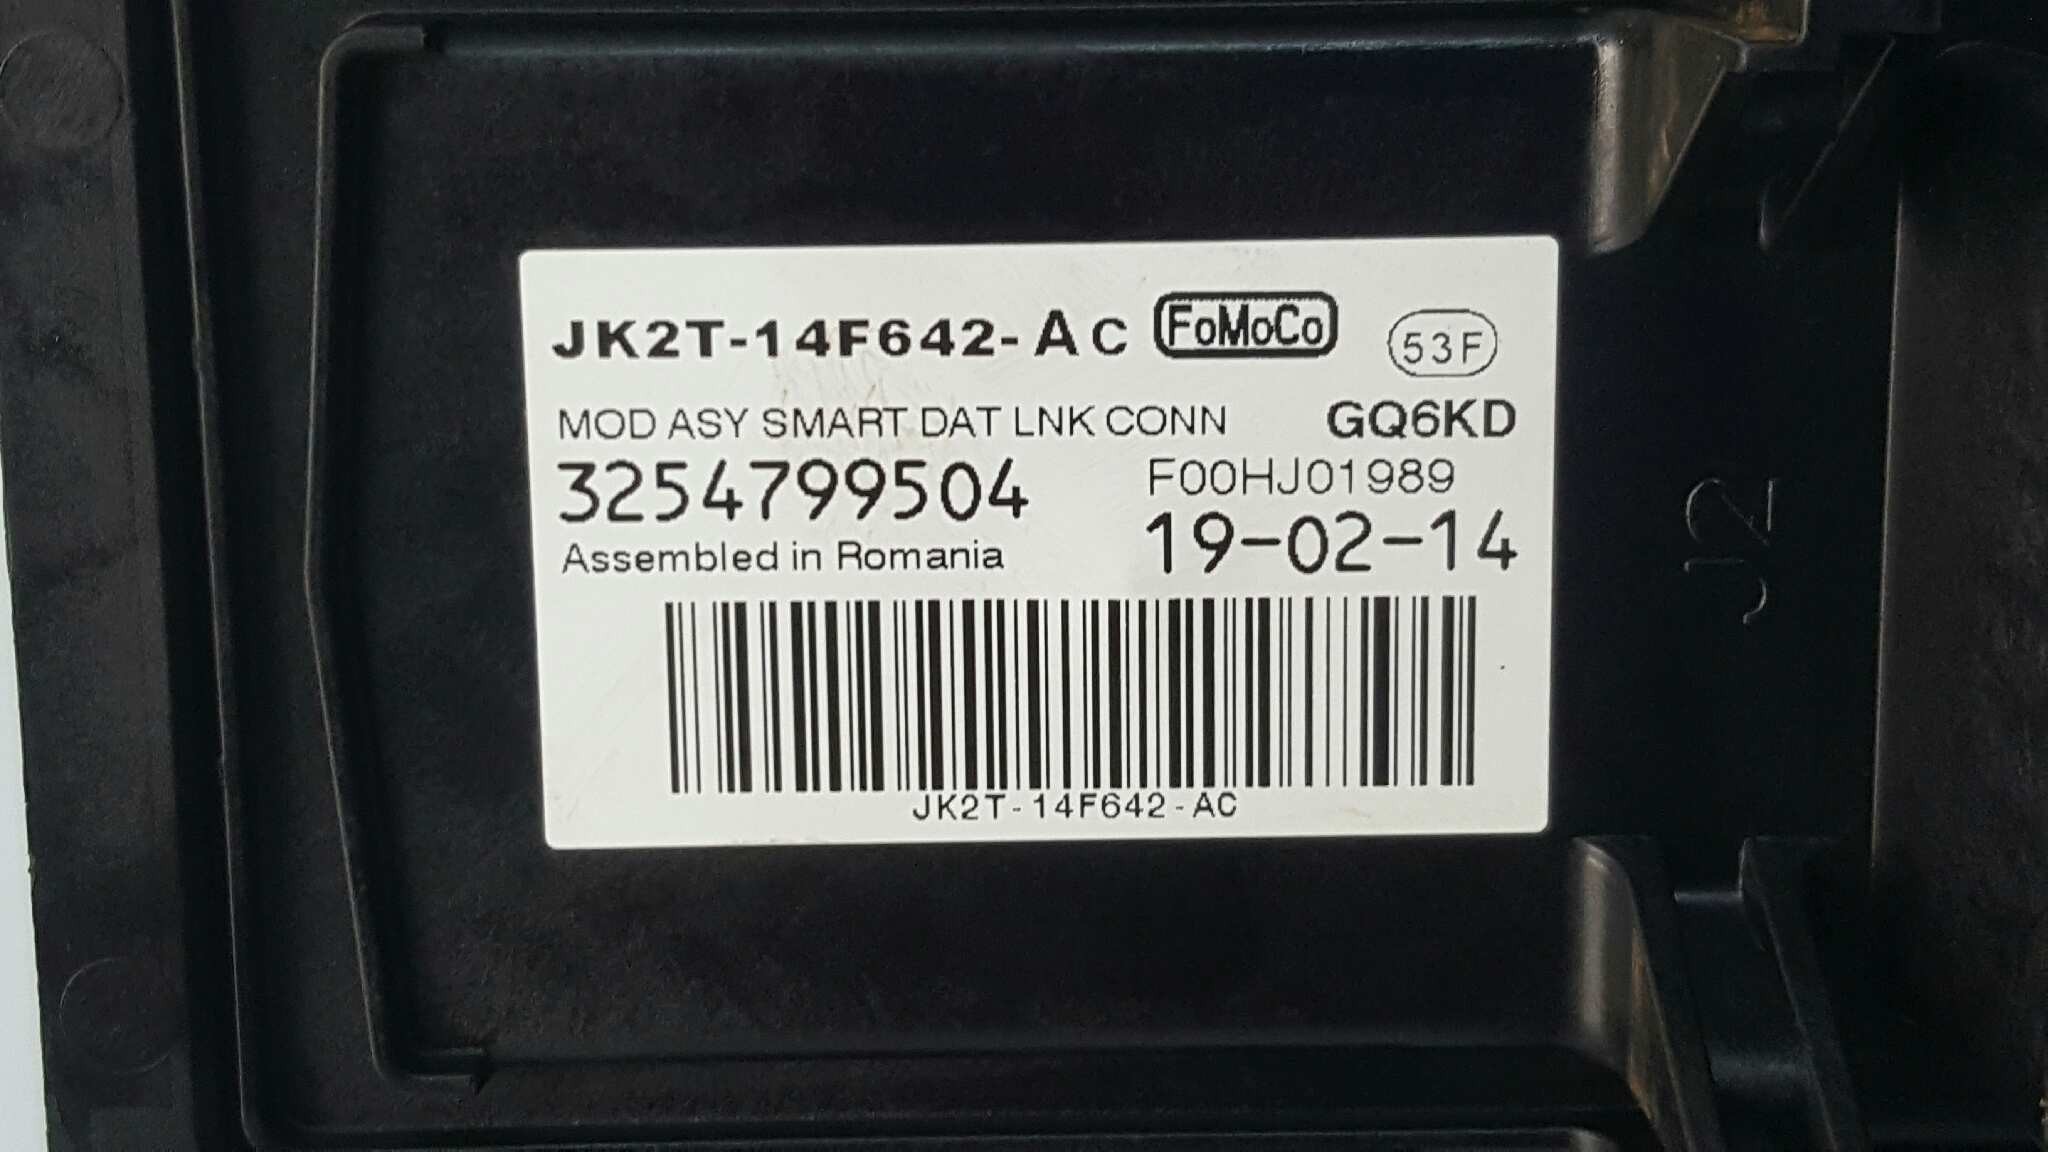 JK2T-14F642-AC FoMoCo 53F
MOD ASY SMART DAT LNK CONN GQ6KD
3254799504 F00HJ01989
Assembled in Romania 19-02-14
JK2T-14F642-AC
J2